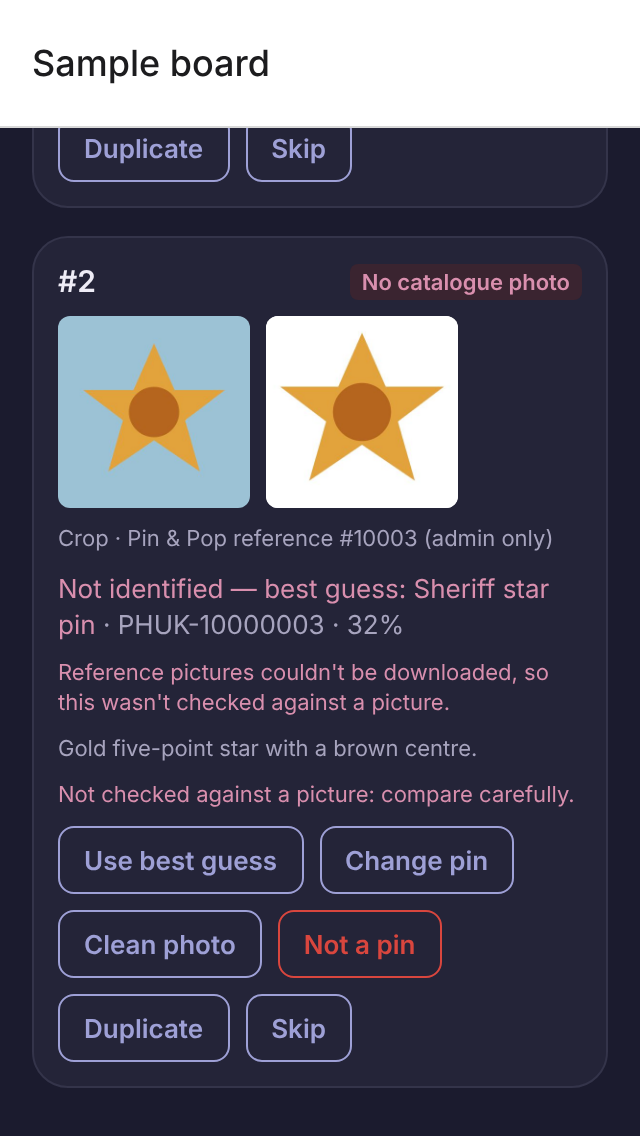 Sample board
Duplicate
Skip
#2
No catalogue photo
Crop · Pin & Pop reference #10003 (admin only)
Not identified — best guess: Sheriff star
pin · PHUK-10000003 · 32%
Reference pictures couldn't be downloaded, so
this wasn't checked against a picture.
Gold five-point star with a brown centre.
Not checked against a picture: compare carefully.
Use best guess
Change pin
Clean photo
Not a pin
Duplicate
Skip